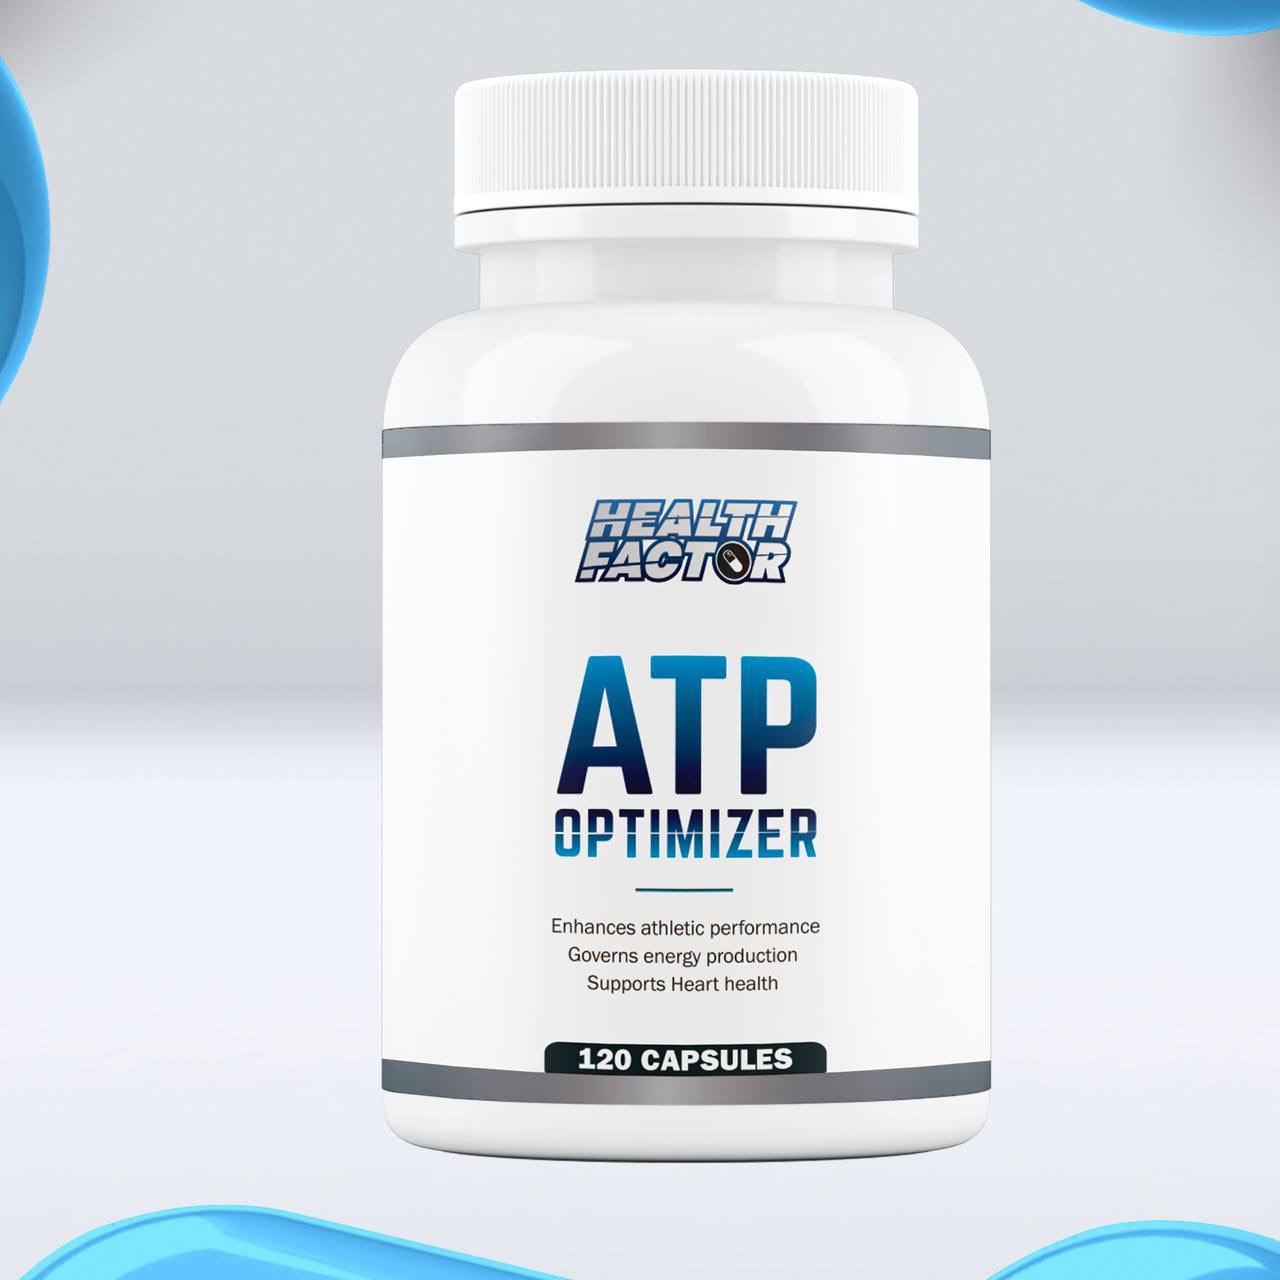 HEALTH
FACTOR
ATP
OPTIMIZER
Enhances athletic performance
Governs energy production
Supports Heart health
120 CAPSULES